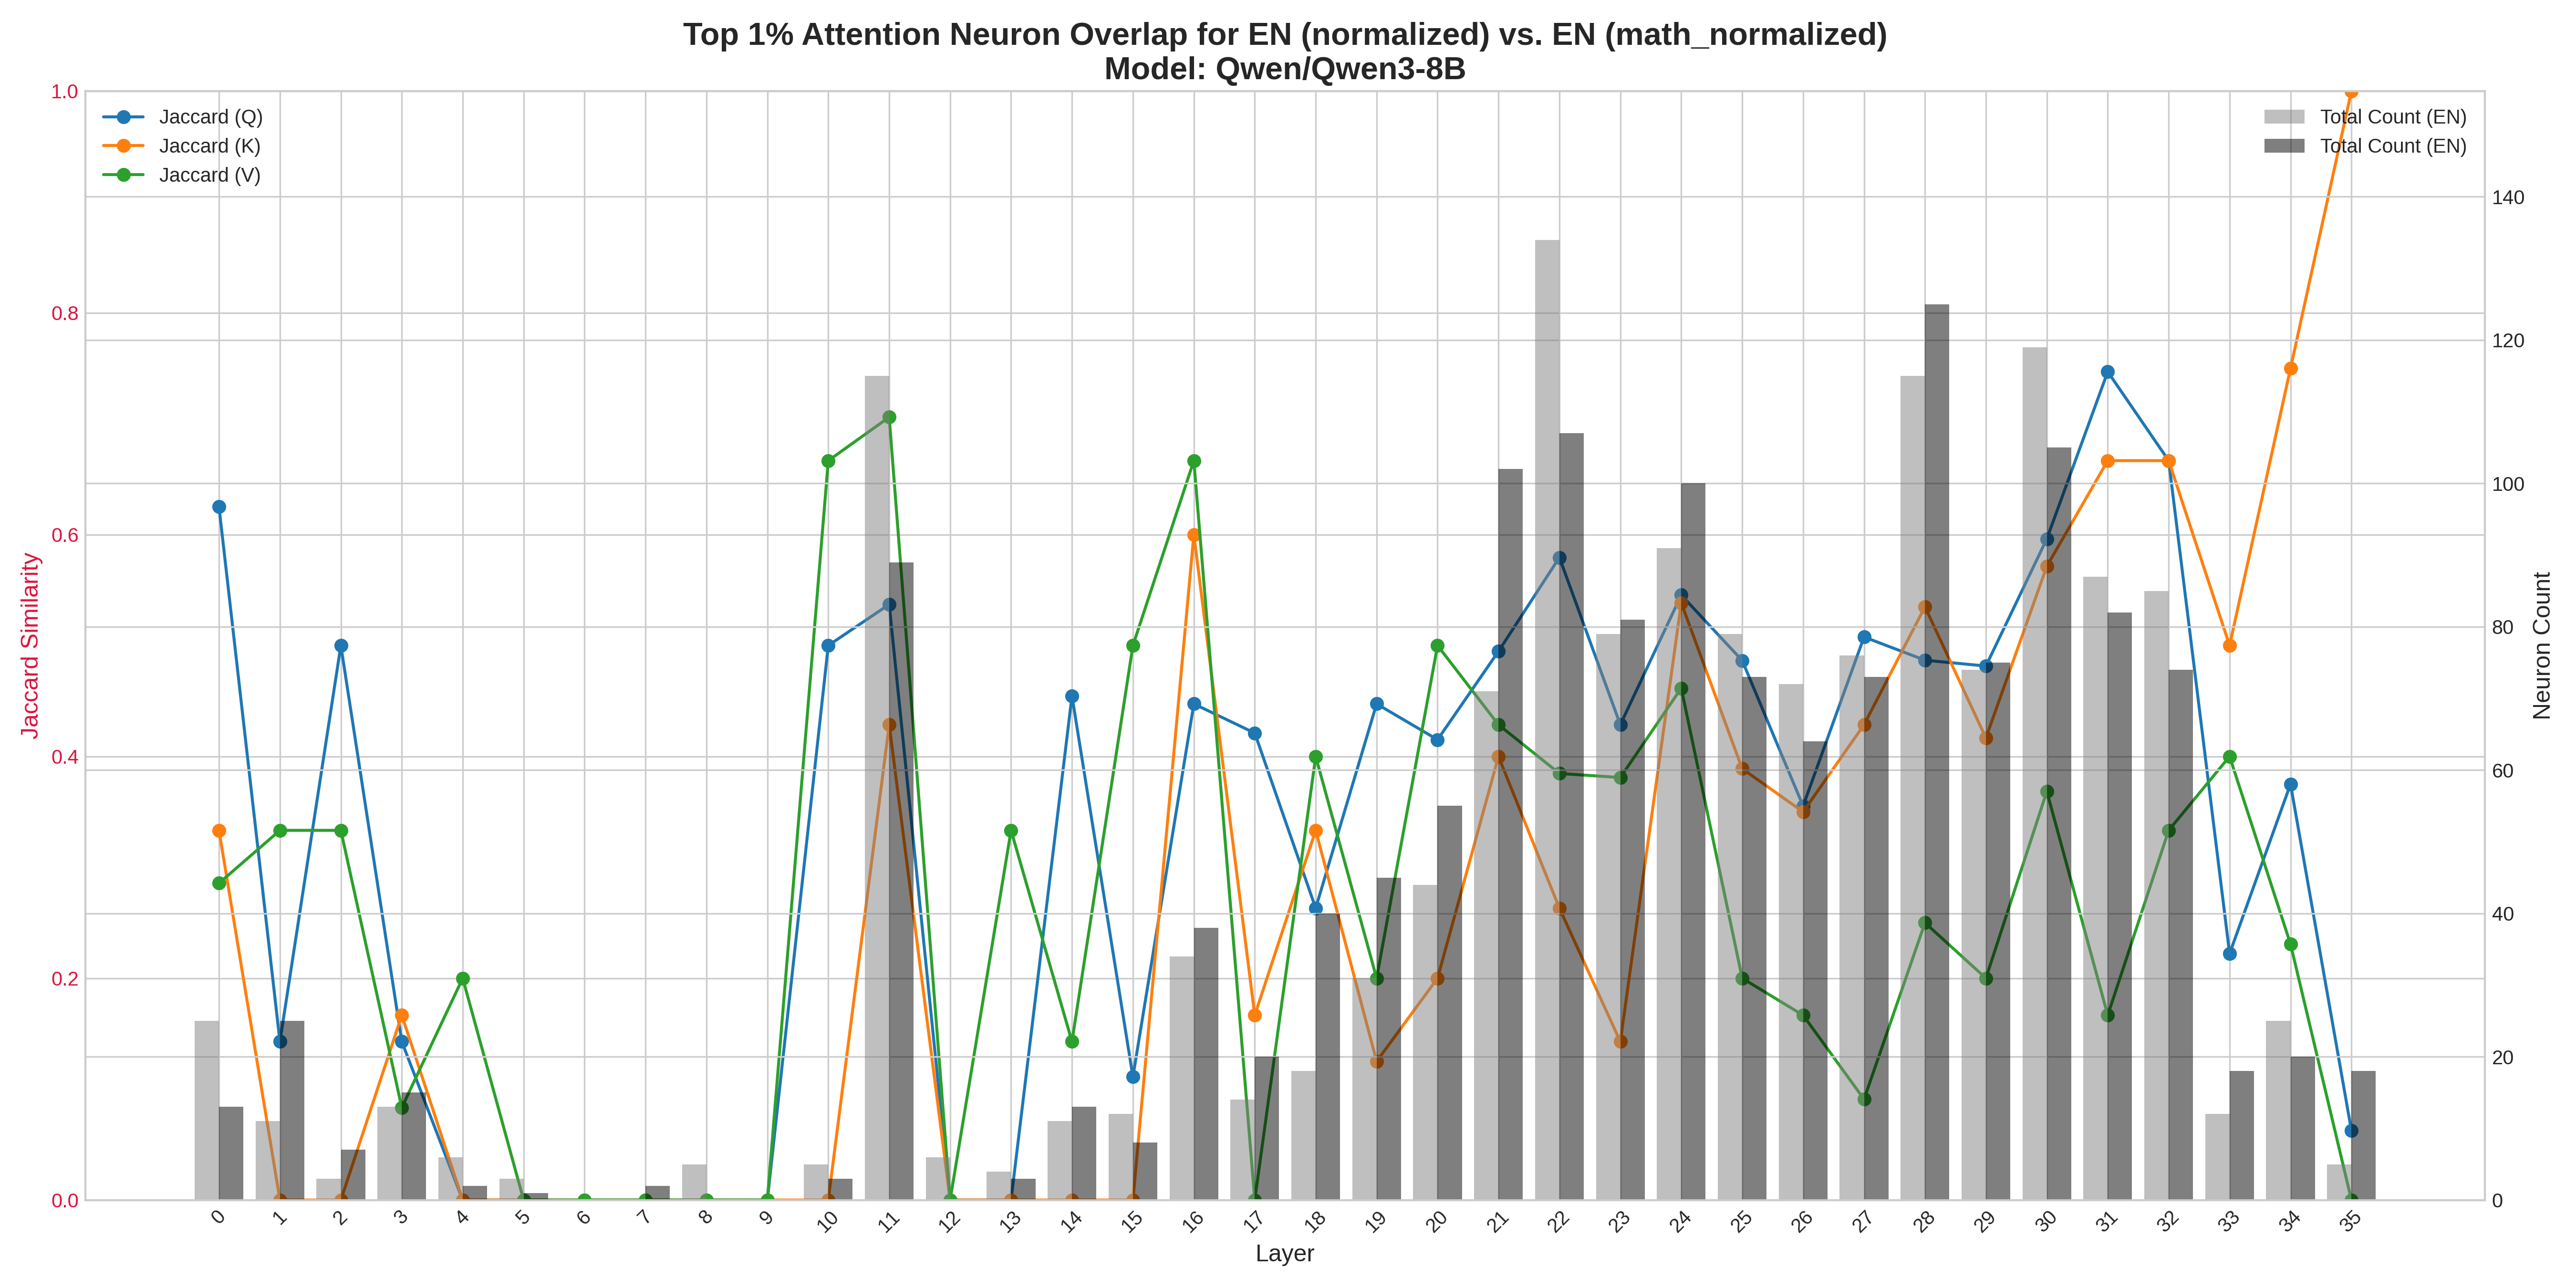 Top 1% Attention Neuron Overlap for EN (normalized) vs. EN (math_normalized)
Model: Qwen/Qwen3-8B
Jaccard (Q)
Jaccard (K)
Jaccard (V)
Total Count (EN)
Total Count (EN)
Jaccard Similarity
1.0
0.8
0.6
0.4
0.2
0.0
Neuron Count
140
120
100
80
60
40
20
0
0 1 2 3 4 5 6 7 8 9 10 11 12 13 14 15 16 17 18 19 20 21 22 23 24 25 26 27 28 29 30 31 32 33 34 35
Layer